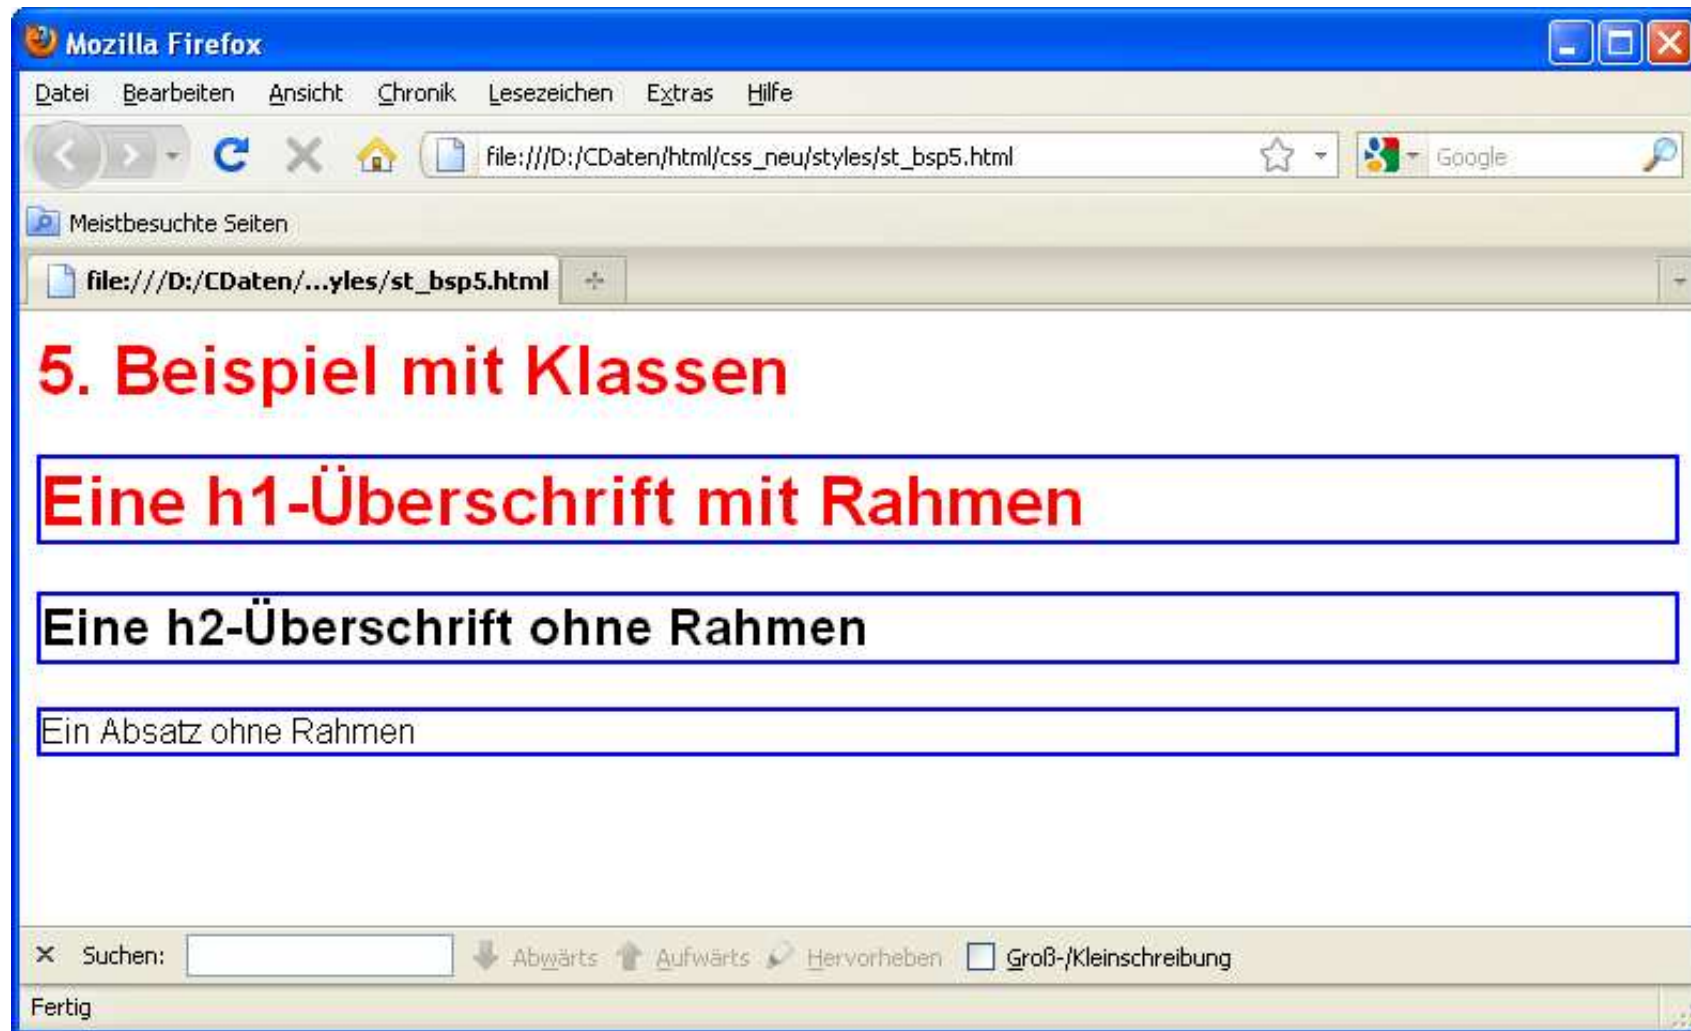 Mozilla Firefox
Datei Bearbeiten Ansicht Chronik Lesezeichen Extras Hilfe
file:///D:/CDaten/html/css_neu/styles/st_bsp5.html Google
Meistbesuchte Seiten
file:///D:/CDaten/...yles/st_bsp5.html
5. Beispiel mit Klassen
Eine h1-Überschrift mit Rahmen
Eine h2-Überschrift ohne Rahmen
Ein Absatz ohne Rahmen
Suchen: Abwärts Aufwärts Hervorheben Groß-/Kleinschreibung
Fertig